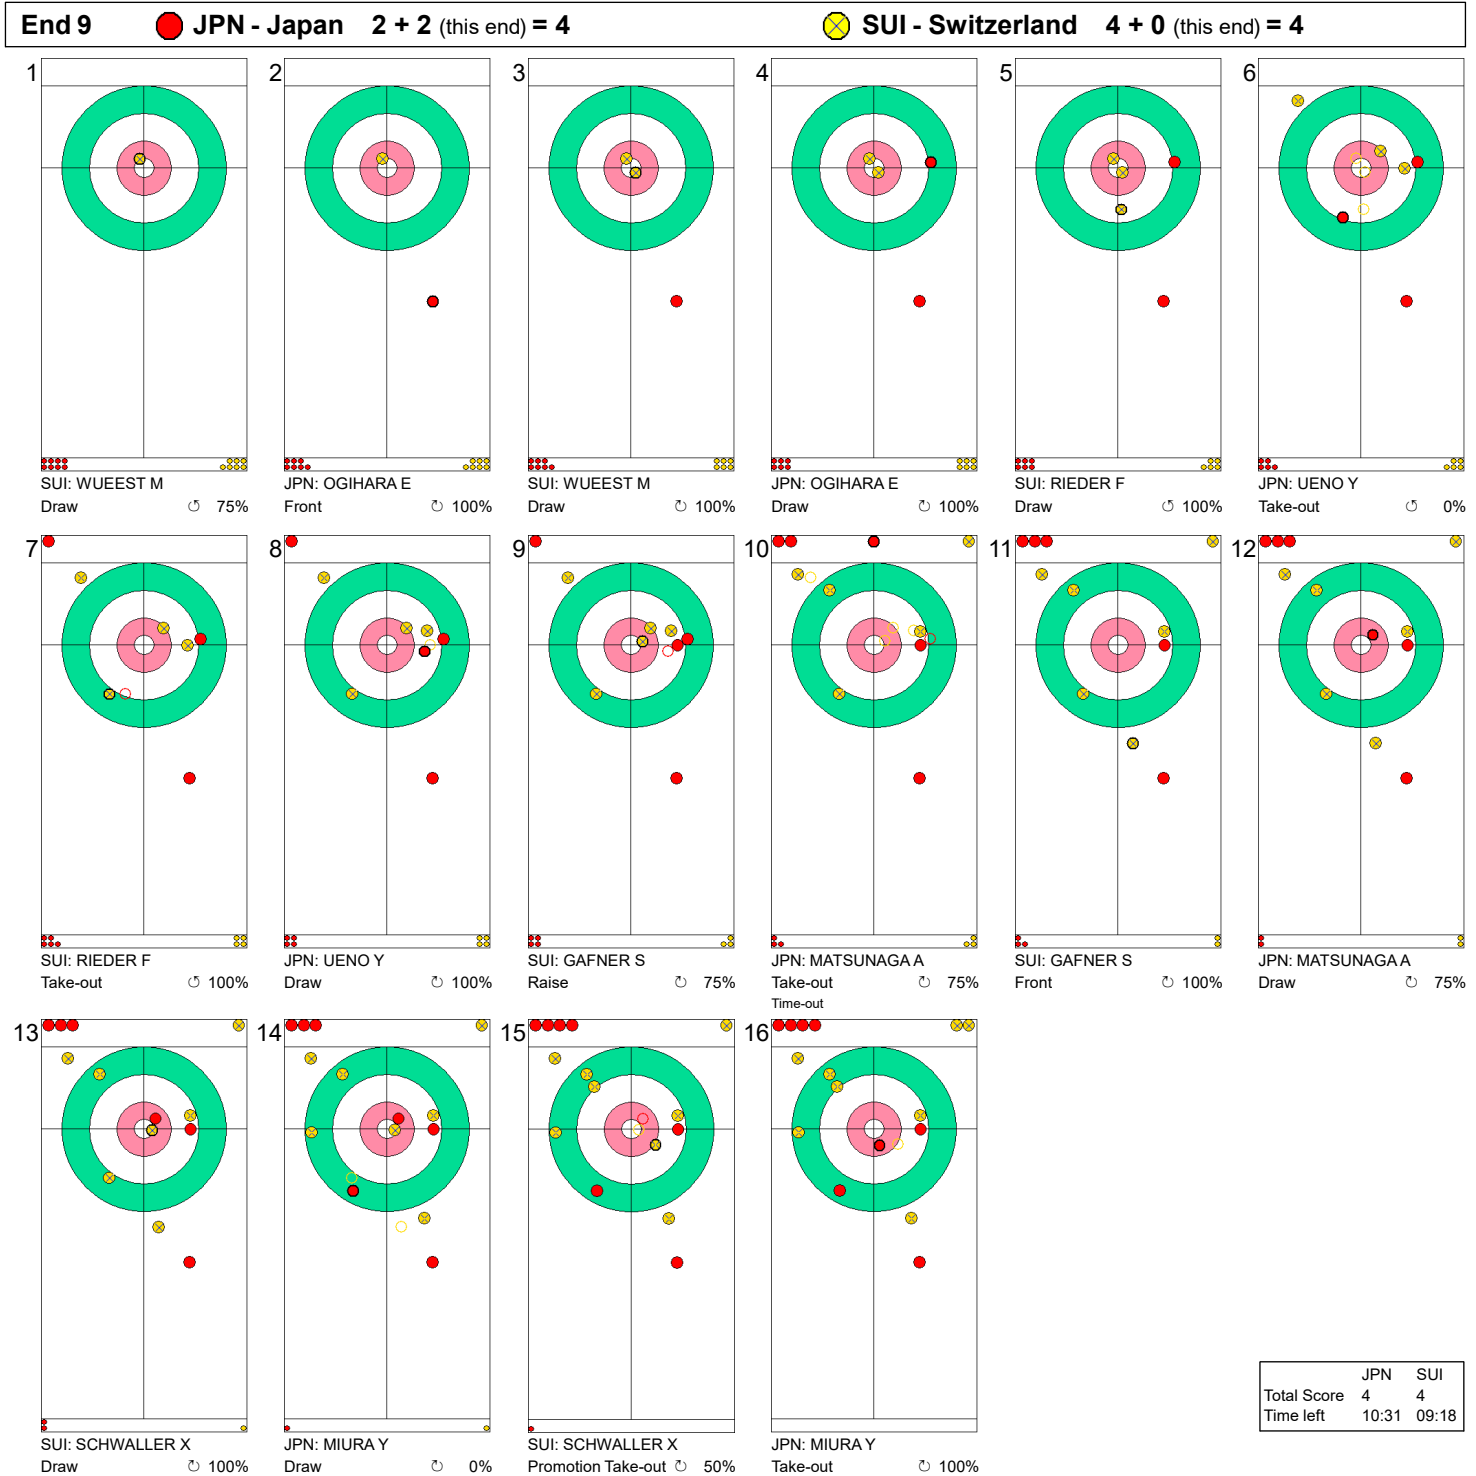 End 9 JPN - Japan 2 + 2 (this end) = 4 SUI - Switzerland 4 + 0 (this end) = 4
1 2 3 4 5 6
SUI: WUEEST M JPN: OGIHARA E SUI: WUEEST M JPN: OGIHARA E SUI: RIEDER F JPN: UENO Y
Draw ↺ 75% Front ↻ 100% Draw ↻ 100% Draw ↻ 100% Draw ↻ 100% Take-out ↺ 0%
7 8 9 10 11 12
SUI: RIEDER F JPN: UENO Y SUI: GAFNER S JPN: MATSUNAGA A SUI: GAFNER S JPN: MATSUNAGA A
Take-out ↺ 100% Draw ↻ 100% Raise ↻ 75% Take-out ↻ 75% Front ↻ 100% Draw ↻ 75%
Time-out
13 14 15 16
SUI: SCHWALLER X JPN: MIURA Y SUI: SCHWALLER X JPN: MIURA Y
Draw ↻ 100% Draw ↻ 0% Promotion Take-out ↻ 50% Take-out ↻ 100%
JPN SUI
Total Score 4 4
Time left 10:31 09:18